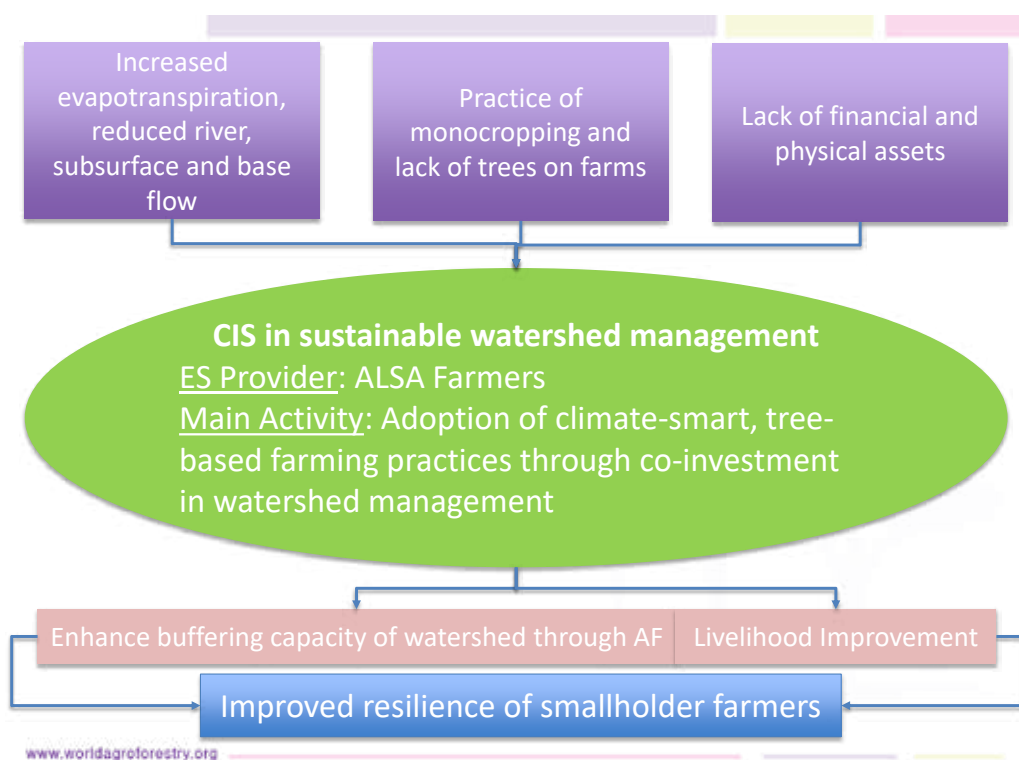 Increased
evapotranspiration,
reduced river,
subsurface and base
flow
Practice of
monocropping and
lack of trees on farms
Lack of financial and
physical assets
CIS in sustainable watershed management
ES Provider: ALSA Farmers
Main Activity: Adoption of climate-smart, tree-
based farming practices through co-investment
in watershed management
Enhance buffering capacity of watershed through AF
Livelihood Improvement
Improved resilience of smallholder farmers
www.worldagroforestry.org